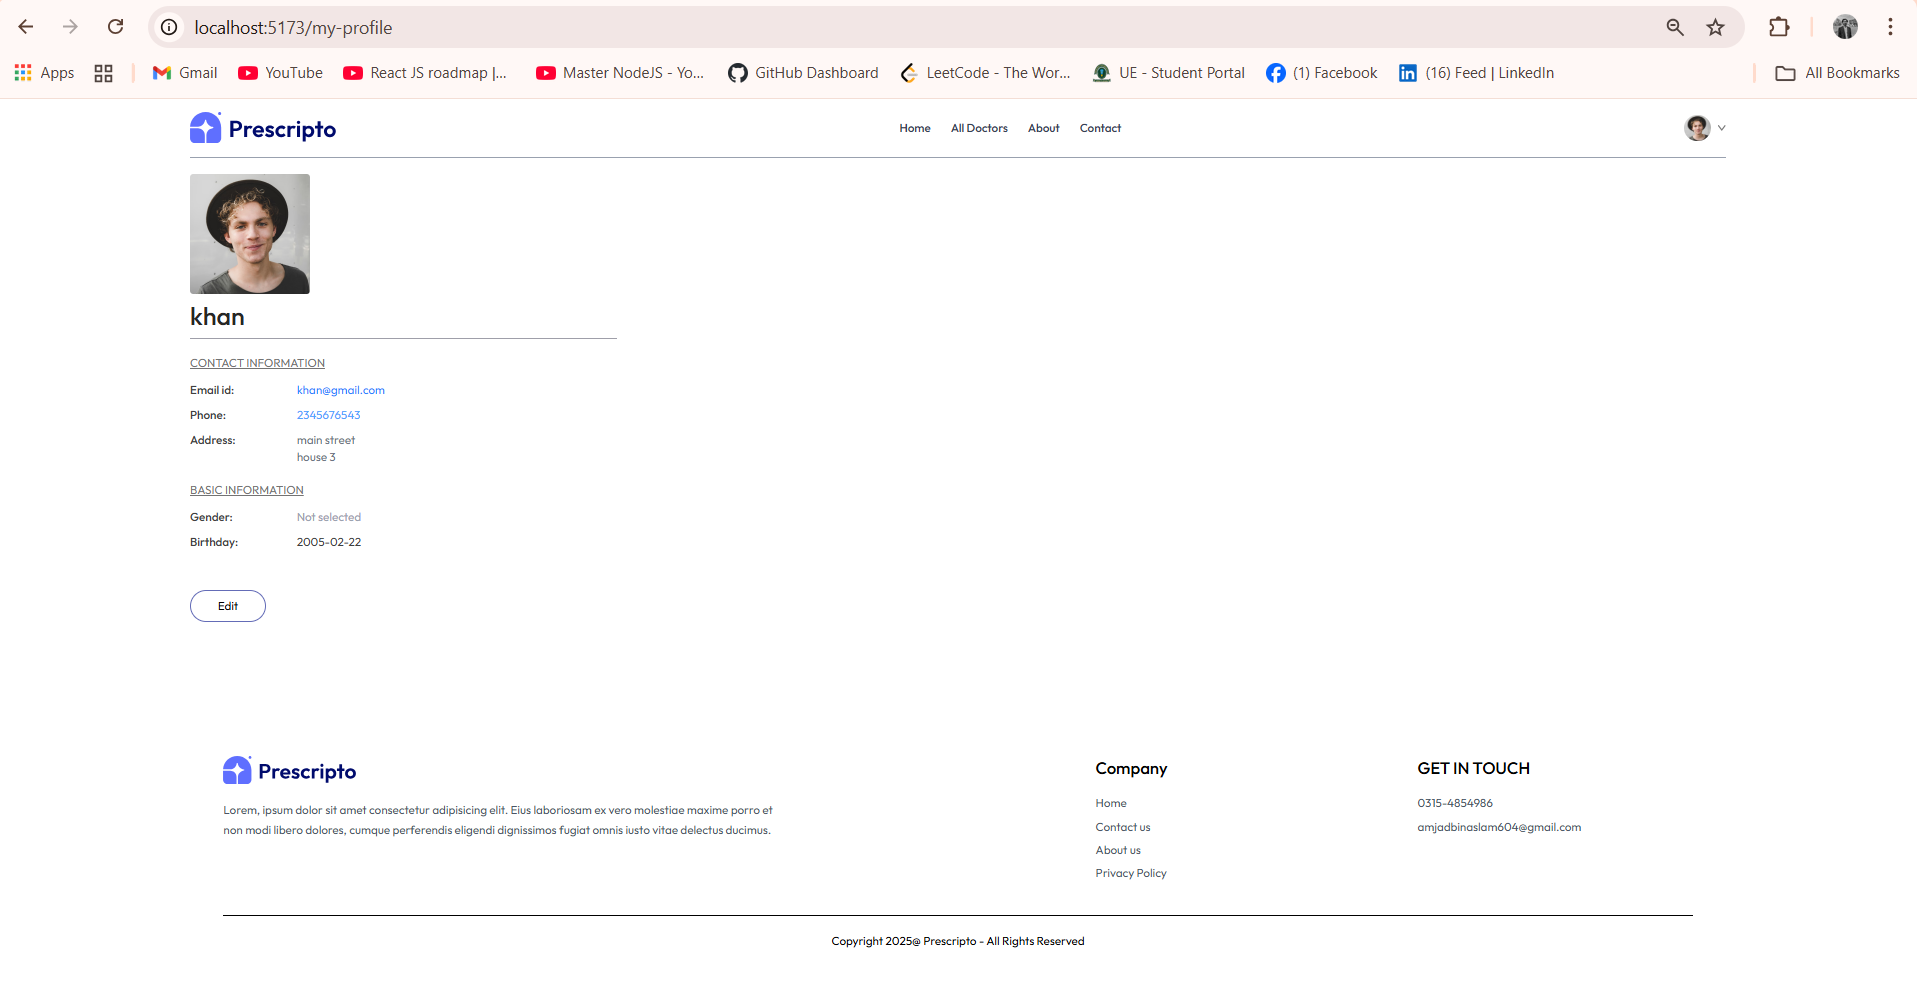 localhost:5173/my-profile
Apps
Gmail
YouTube
React JS roadmap |...
Master NodeJS - Yo...
GitHub Dashboard
LeetCode - The Wor...
UE - Student Portal
(1) Facebook
(16) Feed | LinkedIn
All Bookmarks
Prescripto
Home
All Doctors
About
Contact
khan
CONTACT INFORMATION
Email id: khan@gmail.com
Phone: 2345676543
Address: main street
house 3
BASIC INFORMATION
Gender: Not selected
Birthday: 2005-02-22
Edit
Prescripto
Lorem, ipsum dolor sit amet consectetur adipisicing elit. Eius laboriosam ex vero molestiae maxime porro et
non modi libero dolores, cumque perferendis eligendi dignissimos fugiat omnis iusto vitae delectus ducimus.
Company
Home
Contact us
About us
Privacy Policy
GET IN TOUCH
0315-4854986
amjadbinaslam604@gmail.com
Copyright 2025@ Prescripto - All Rights Reserved